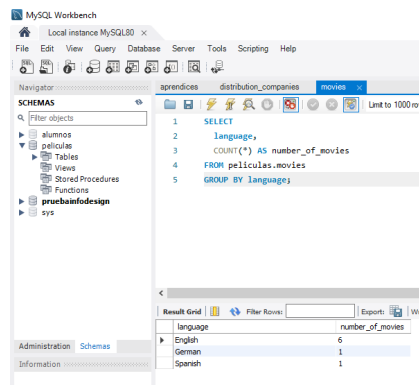 MySQL Workbench
Local instance MySQL80 ×
File Edit View Query Database Server Tools Scripting Help
Navigator
SCHEMAS
Filter objects
alumnos
peliculas
Tables
Views
Stored Procedures
Functions
pruebainfodesign
sys
Administration Schemas
Information
aprendices distribution_companies movies ×
Limit to 1000 ro
1 SELECT
2 language,
3 COUNT(*) AS number_of_movies
4 FROM peliculas.movies
5 GROUP BY language;
Result Grid Filter Rows: Export: W
language number_of_movies
English 6
German 1
Spanish 1